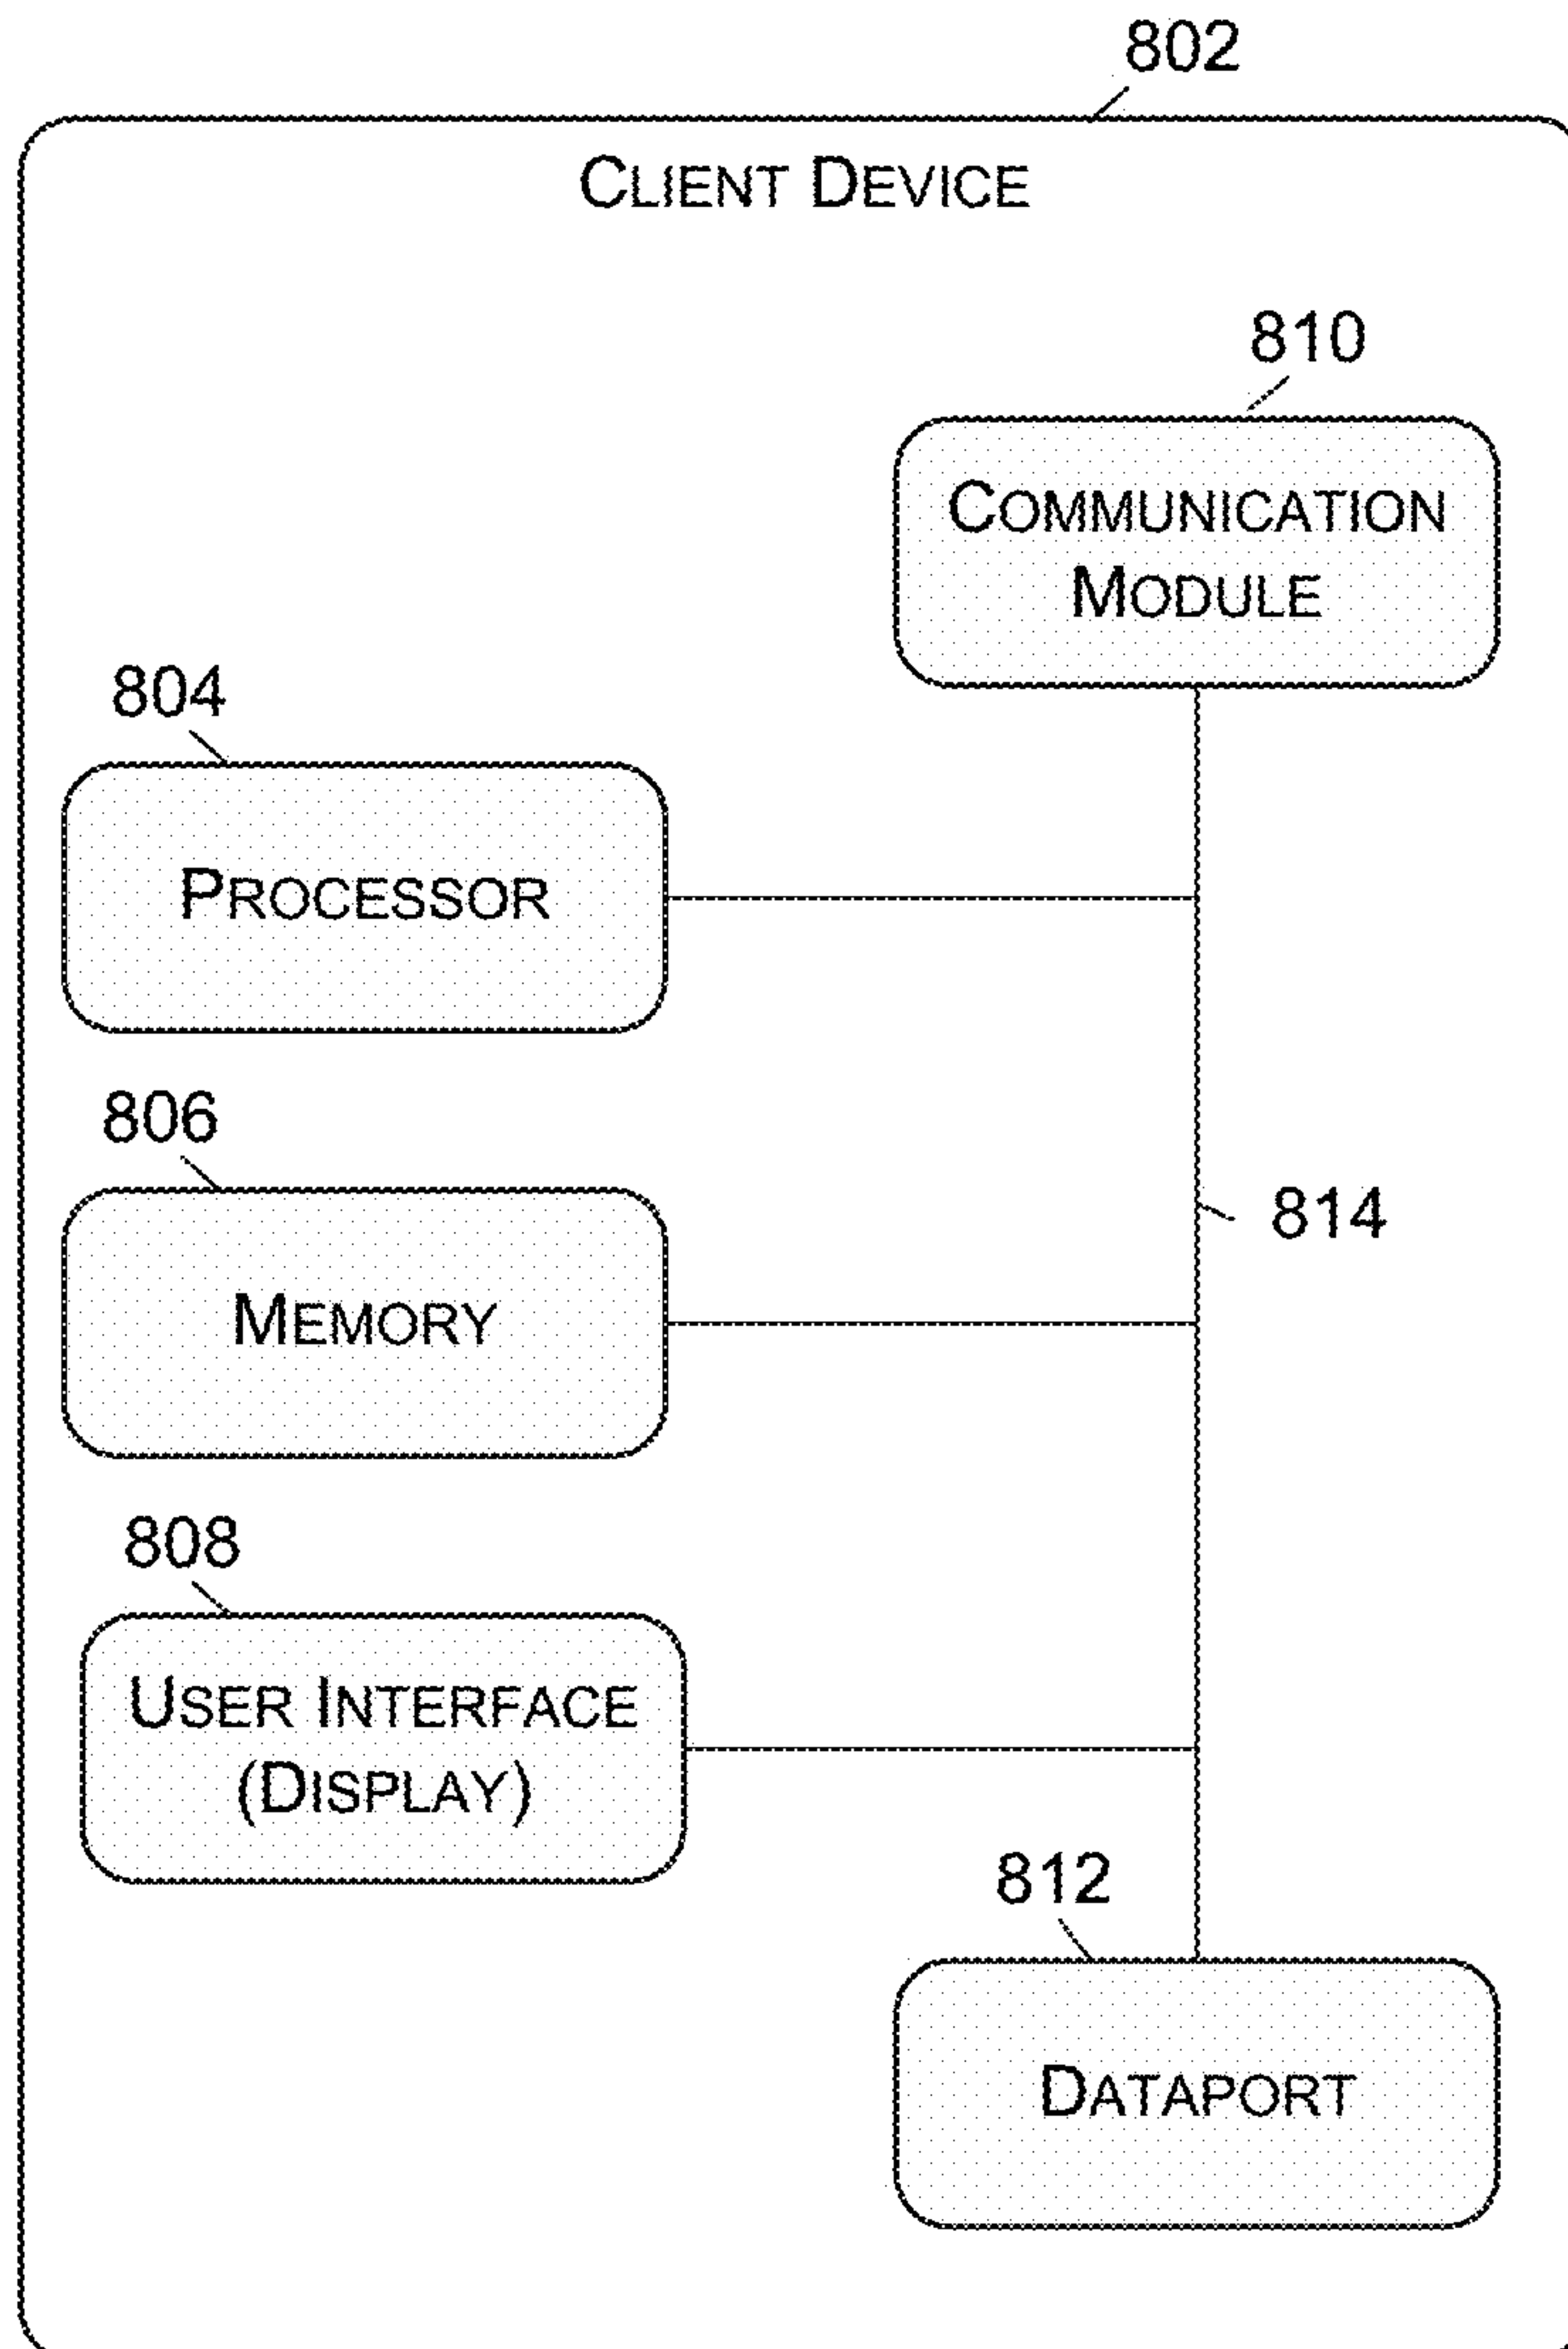 802
CLIENT DEVICE
810
COMMUNICATION
MODULE
804
PROCESSOR
806
MEMORY
814
808
USER INTERFACE
(DISPLAY)
812
DATAPORT